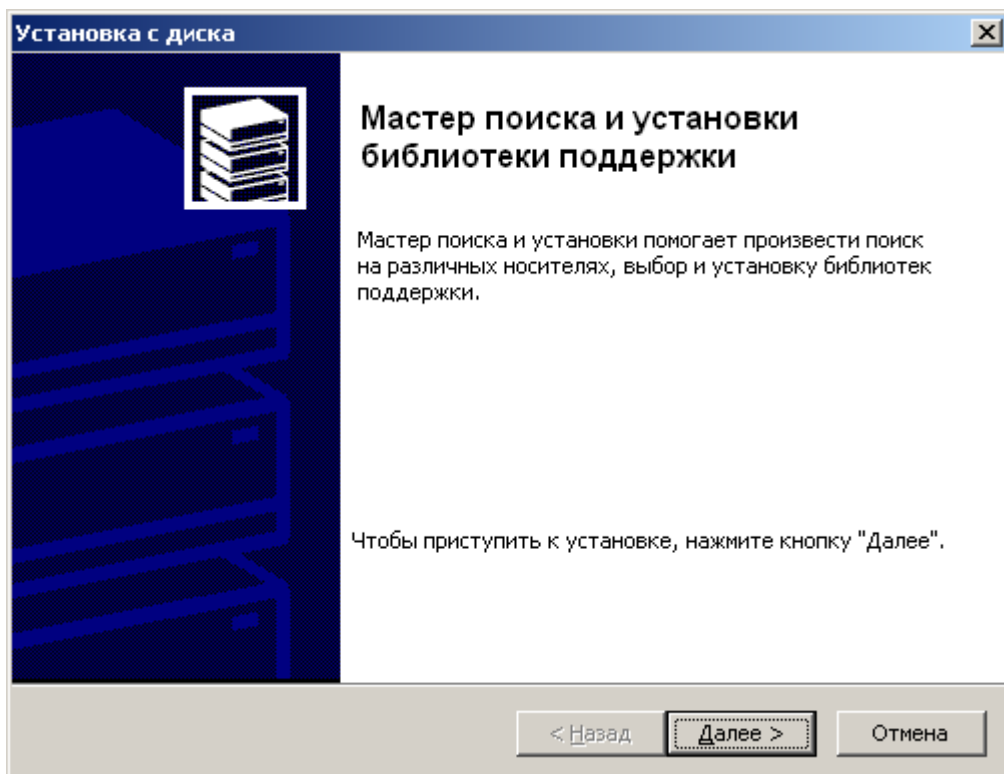 Установка с диска
Мастер поиска и установки
библиотеки поддержки
Мастер поиска и установки помогает произвести поиск
на различных носителях, выбор и установку библиотек
поддержки.
Чтобы приступить к установке, нажмите кнопку "Далее".
< Назад
Далее >
Отмена